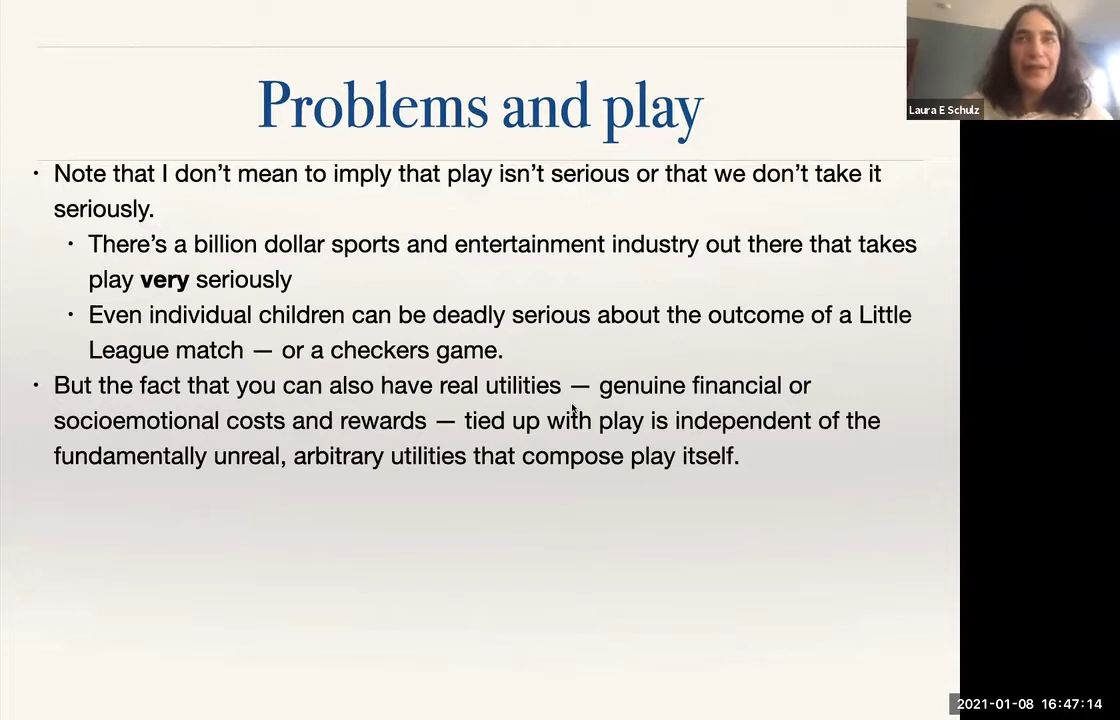 Problems and play
Laura E Schulz
• Note that I don’t mean to imply that play isn’t serious or that we don’t take it
seriously.
• There’s a billion dollar sports and entertainment industry out there that takes
play very seriously
• Even individual children can be deadly serious about the outcome of a Little
League match — or a checkers game.
• But the fact that you can also have real utilities — genuine financial or
socioemotional costs and rewards — tied up with play is independent of the
fundamentally unreal, arbitrary utilities that compose play itself.
2021-01-08 16:47:14